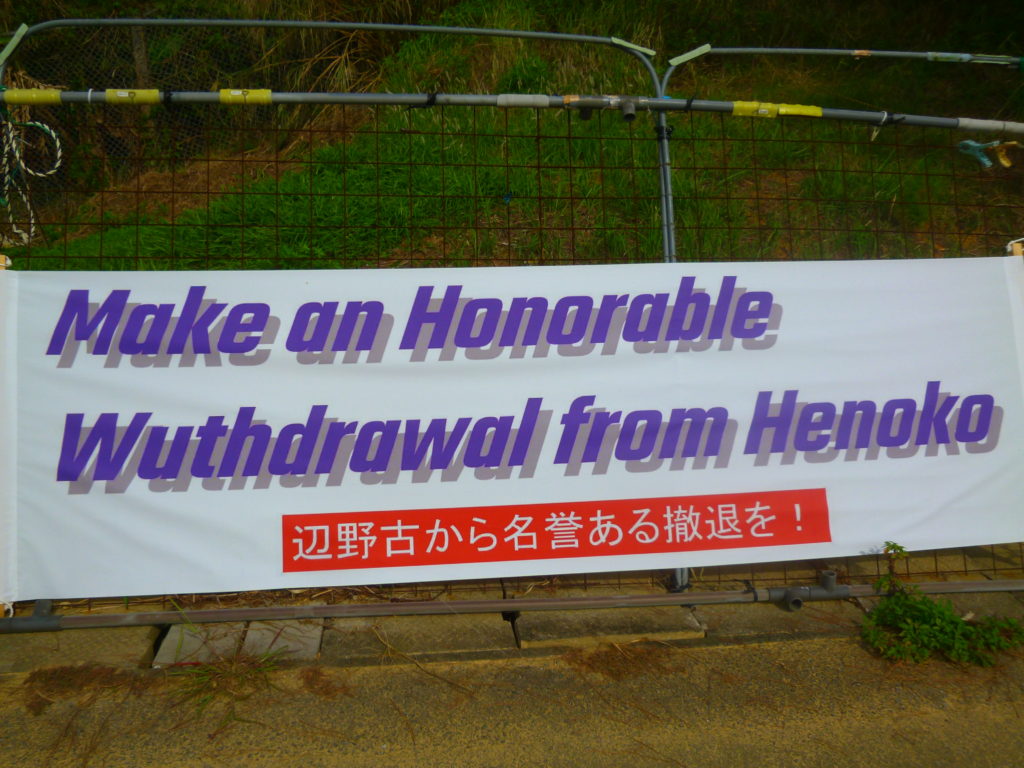 Make an Honorable
Wuthdrawal from Henoko
辺野古から名誉ある撤退を！